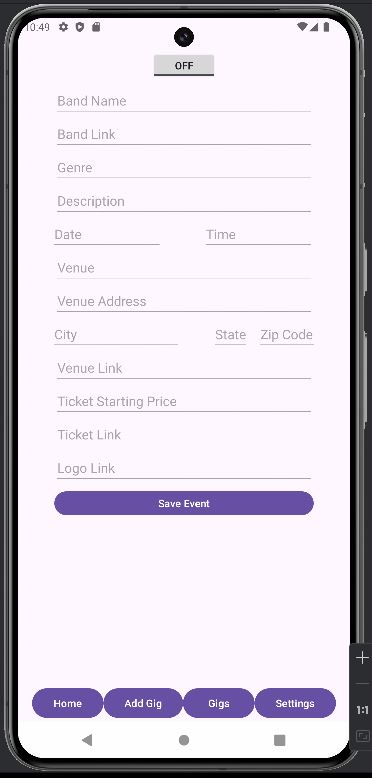 10:49
OFF
Band Name
Band Link
Genre
Description
Date Time
Venue
Venue Address
City State Zip Code
Venue Link
Ticket Starting Price
Ticket Link
Logo Link
Save Event
1:1
Home Add Gig Gigs Settings